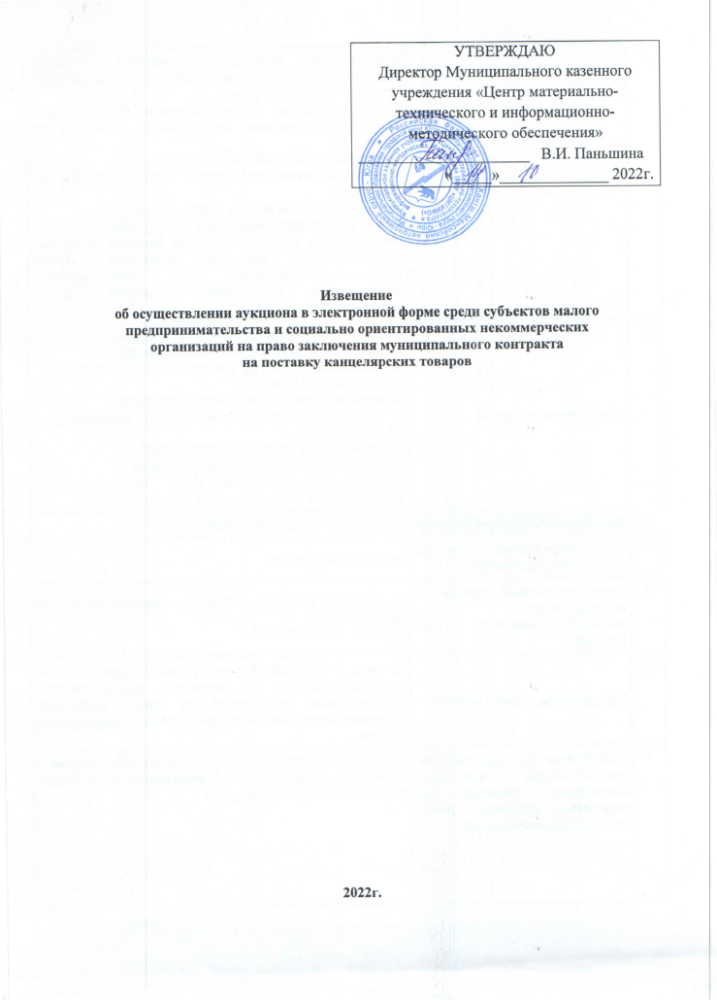 УТВЕРЖДАЮ
Директор Муниципального казенного
учреждения «Центр материально-
технического и информационно-
методического обеспечения»
В.И. Паньшина
« » 10 2022г.
Извещение
об осуществлении аукциона в электронной форме среди субъектов малого
предпринимательства и социально ориентированных некоммерческих
организаций на право заключения муниципального контракта
на поставку канцелярских товаров
2022г.